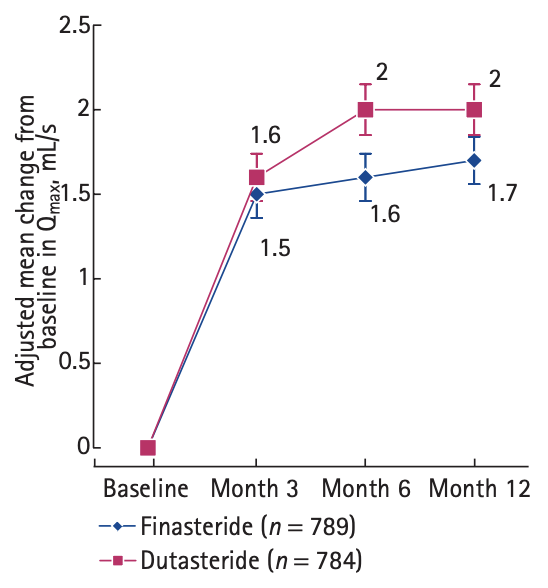 2.5
2
1.5
1
0.5
0
Adjusted mean change from
baseline in Qmax, mL/s
1.6
2
2
1.5
1.6
1.7
Baseline Month 3 Month 6 Month 12
Finasteride (n = 789)
Dutasteride (n = 784)